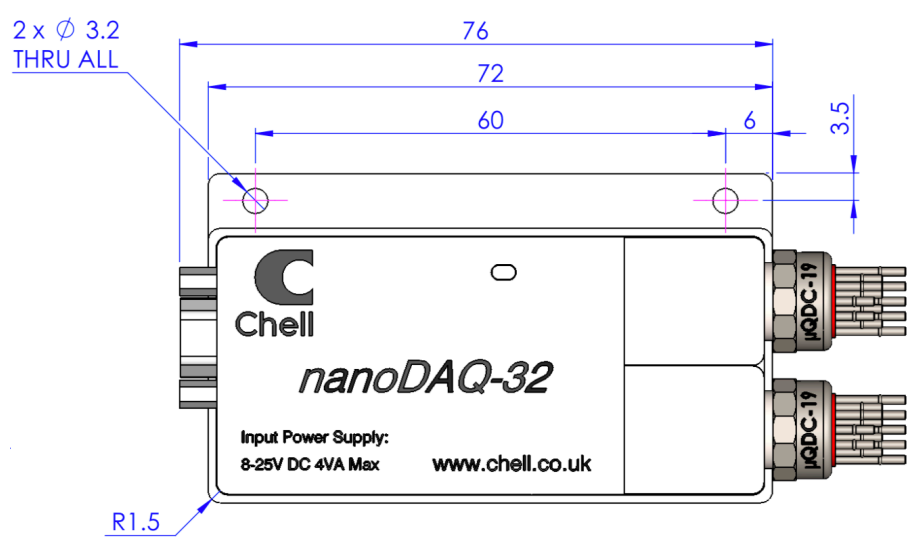 2 x ∅ 3.2
THRU ALL
76
72
60
6
3.5
Chell
nanoDAQ-32
Input Power Supply:
8-25V DC 4VA Max
www.chell.co.uk
µQDC-19
µQDC-19
R1.5